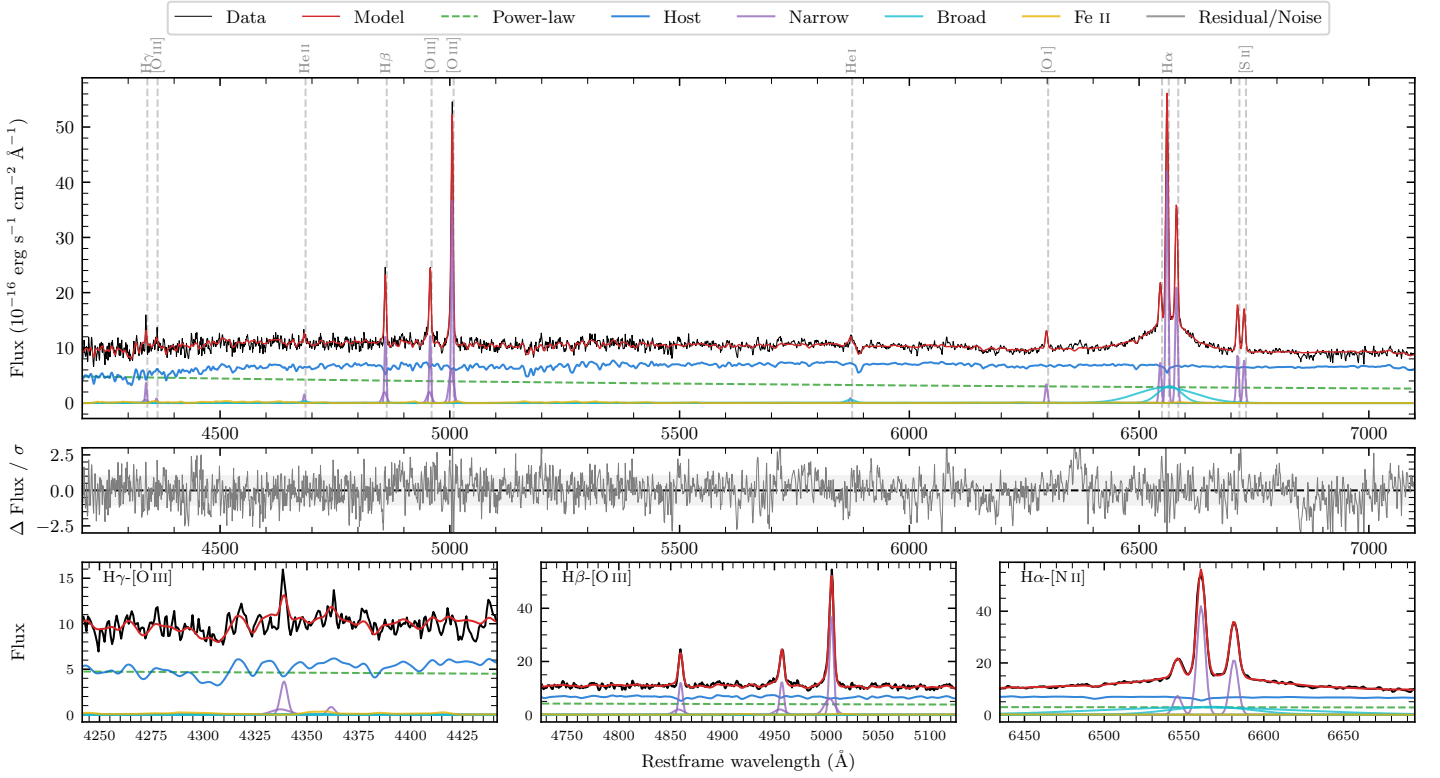 Data Model Power-law Host Narrow Broad Fe II Residual/Noise
Hγ [O III] He II Hβ [O III] [O III] He I [O I] Hα [S II]
Flux (10⁻¹⁶ erg s⁻¹ cm⁻² Å⁻¹)
50
40
30
20
10
0
4500 5000 5500 6000 6500 7000
Δ Flux / σ
2.5
0.0
−2.5
4500 5000 5500 6000 6500 7000
Flux
Hγ-[O III]
15
10
5
0
4250 4275 4300 4325 4350 4375 4400 4425
Hβ-[O III]
40
20
0
4750 4800 4850 4900 4950 5000 5050 5100
Hα-[N II]
40
20
0
6450 6500 6550 6600 6650
Restframe wavelength (Å)